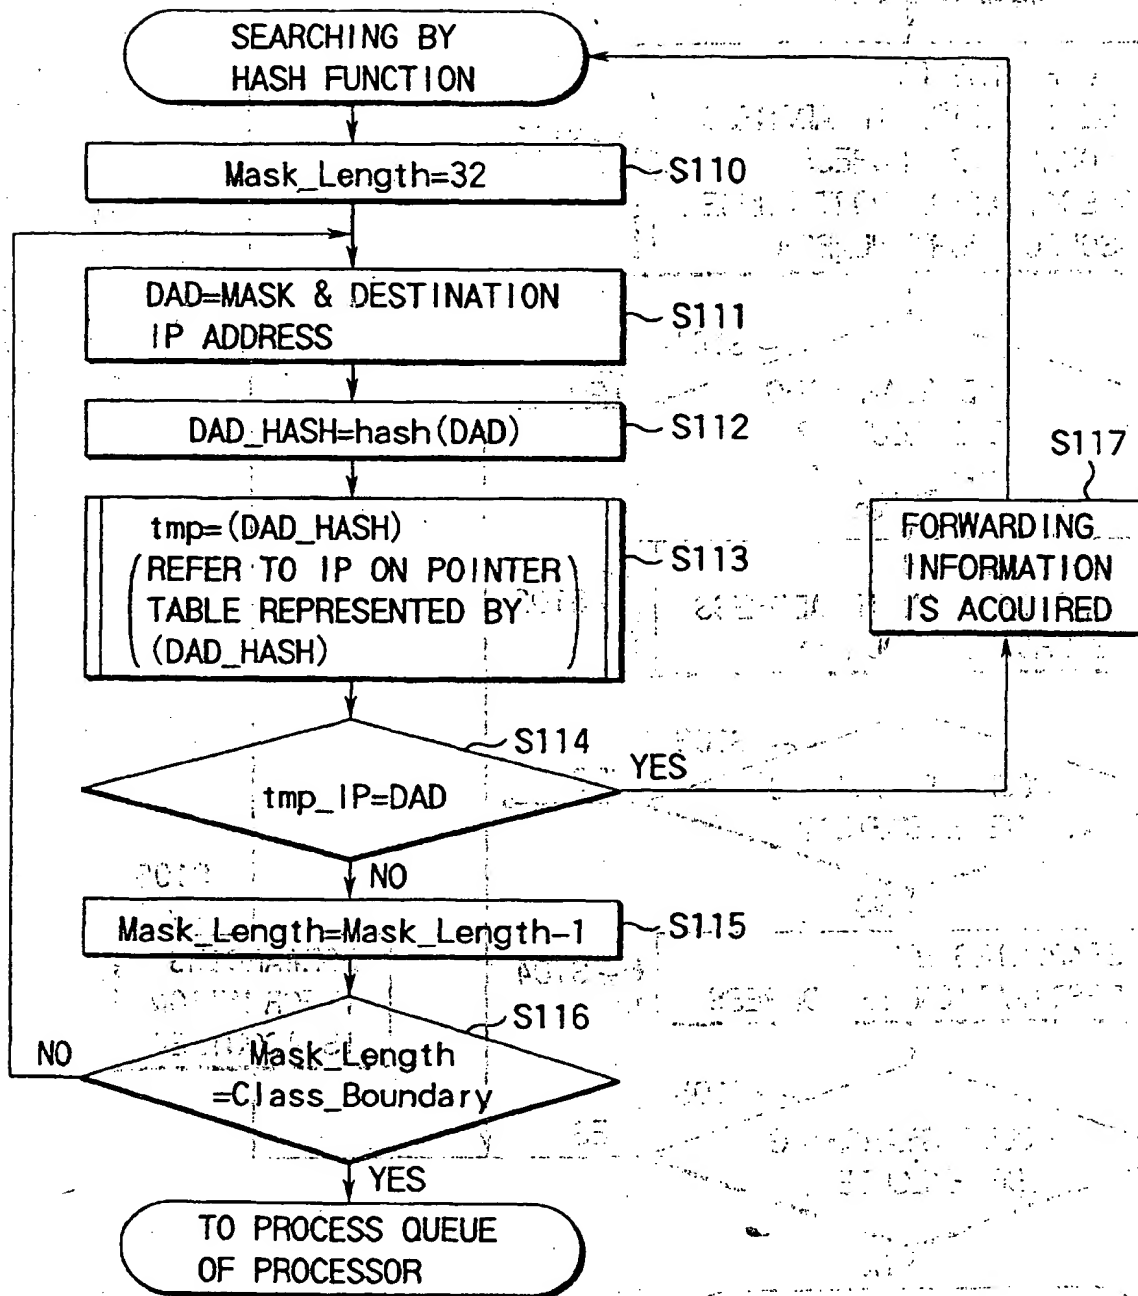 SEARCHING BY
HASH FUNCTION
Mask_Length=32
S110
DAD=MASK & DESTINATION
IP ADDRESS
S111
DAD_HASH=hash(DAD)
S112
tmp=(DAD_HASH)
(REFER TO IP ON POINTER
TABLE REPRESENTED BY
(DAD_HASH))
S113
S117
FORWARDING
INFORMATION
IS ACQUIRED
S114
YES
tmp_IP=DAD
NO
Mask_Length=Mask_Length-1
S115
S116
NO
Mask_Length
=Class_Boundary
YES
TO PROCESS QUEUE
OF PROCESSOR